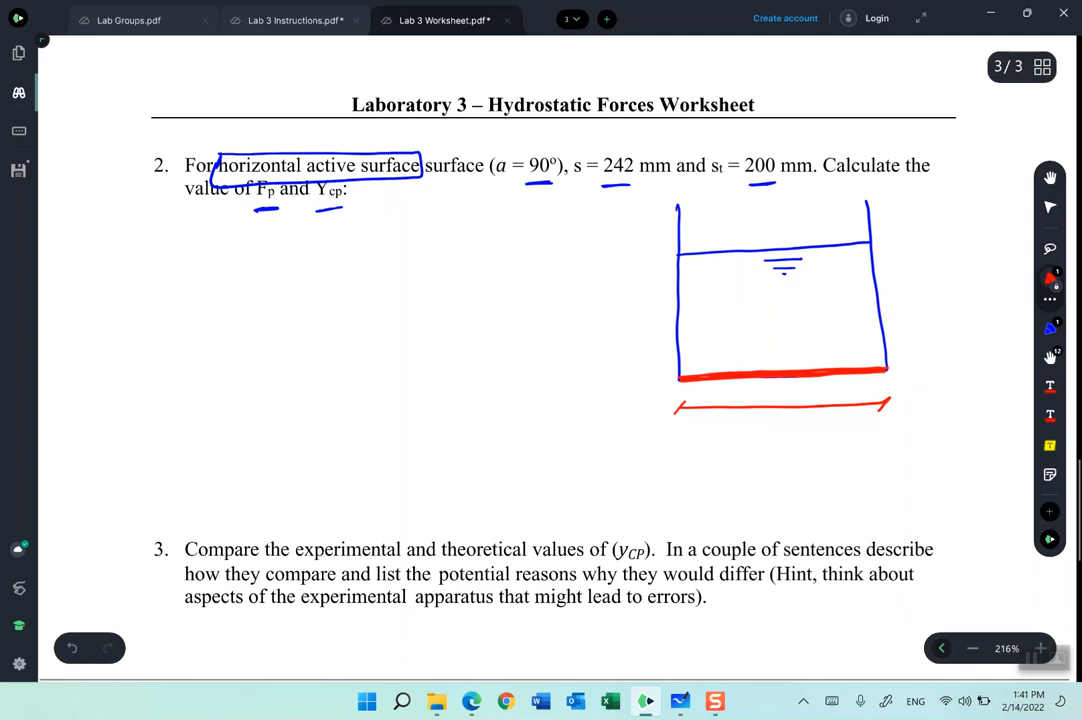 Lab Groups.pdf
Lab 3 Instructions.pdf*
Lab 3 Worksheet.pdf*
3
Create account
Login
3/ 3
Laboratory 3 – Hydrostatic Forces Worksheet
2. For horizontal active surface surface (a = 90º), s = 242 mm and st = 200 mm. Calculate the
value of Fp and Ycp:
3. Compare the experimental and theoretical values of (yCP). In a couple of sentences describe
how they compare and list the potential reasons why they would differ (Hint, think about
aspects of the experimental apparatus that might lead to errors).
1
1
12
T
T
T
216%
ENG
1:41 PM
2/14/2022